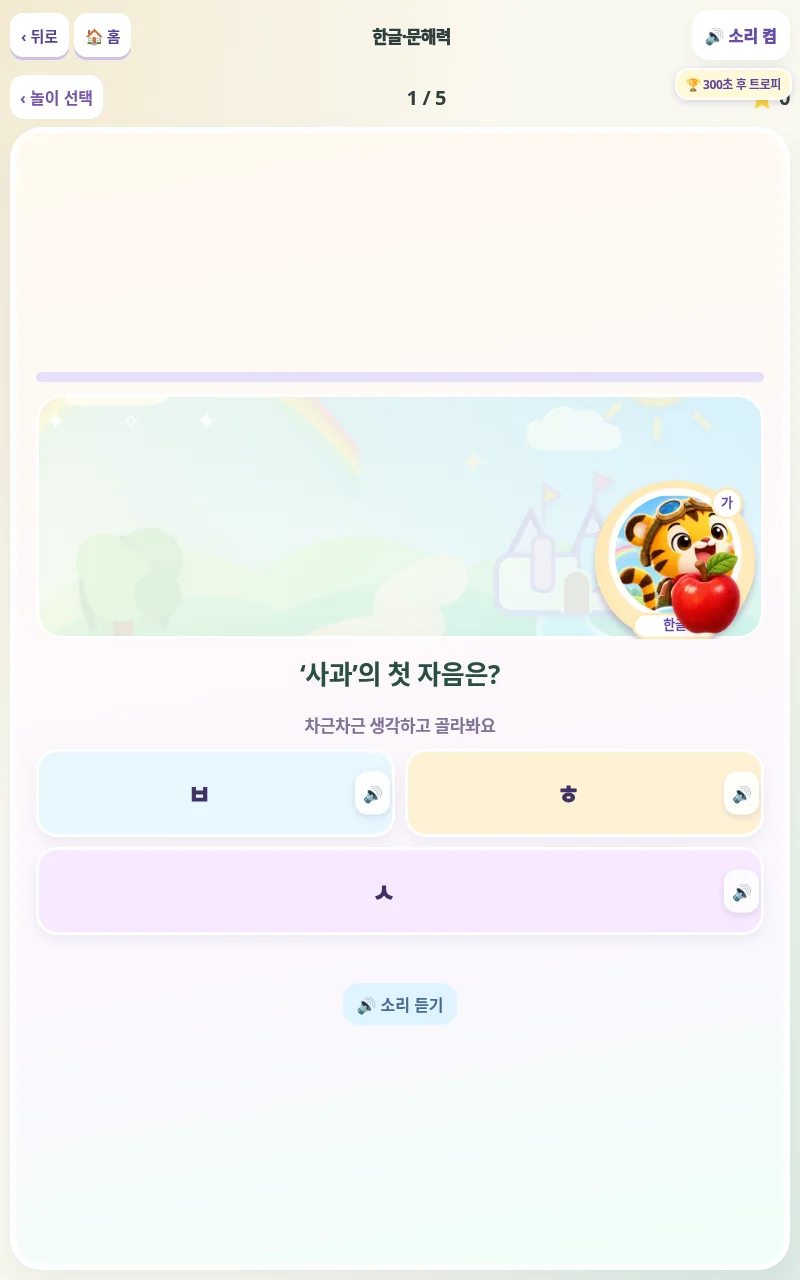 ‹ 뒤로
🏠 홈
한글·문해력
🔊 소리 켬
🏆 300초 후 트로피
‹ 놀이 선택
1 / 5
가
‘사과’의 첫 자음은?
차근차근 생각하고 골라봐요
ㅂ
ㅎ
ㅅ
🔊 소리 듣기